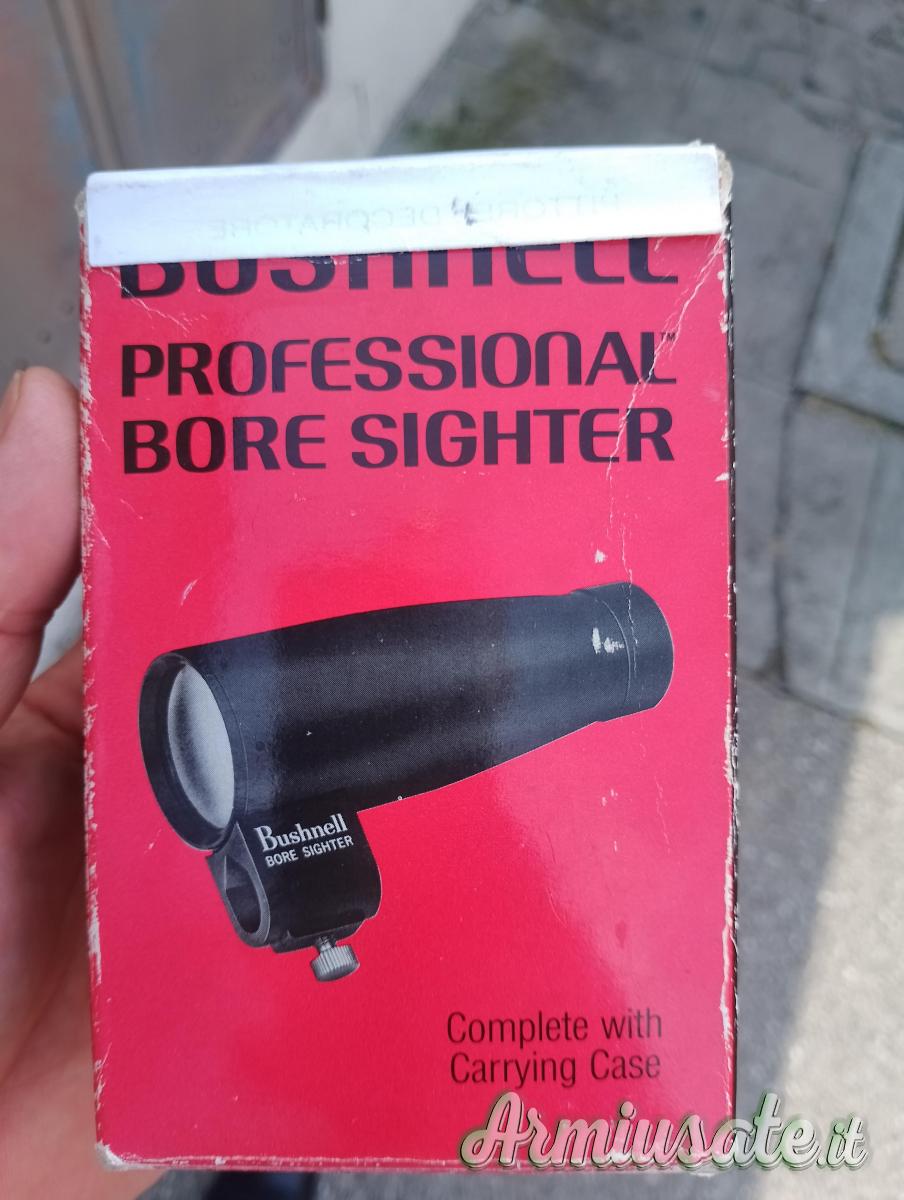 BUSHNELL
PROFESSIONAL™
BORE SIGHTER
Bushnell
BORE SIGHTER
Complete with
Carrying Case
Armiusate.it